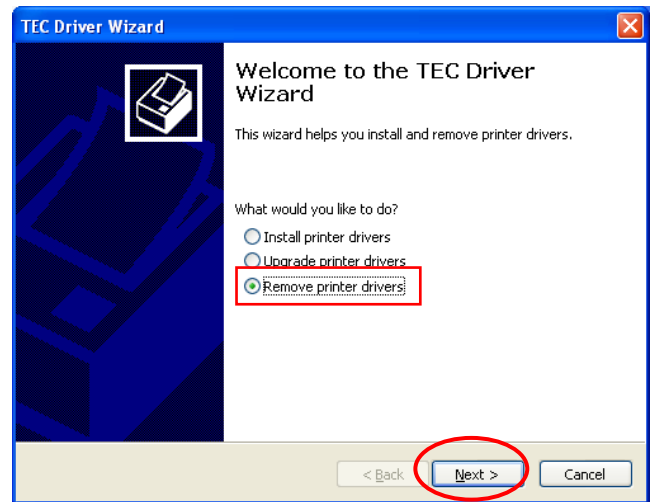 TEC Driver Wizard
Welcome to the TEC Driver
Wizard
This wizard helps you install and remove printer drivers.
What would you like to do?
Install printer drivers
Upgrade printer drivers
Remove printer drivers
< Back
Next >
Cancel